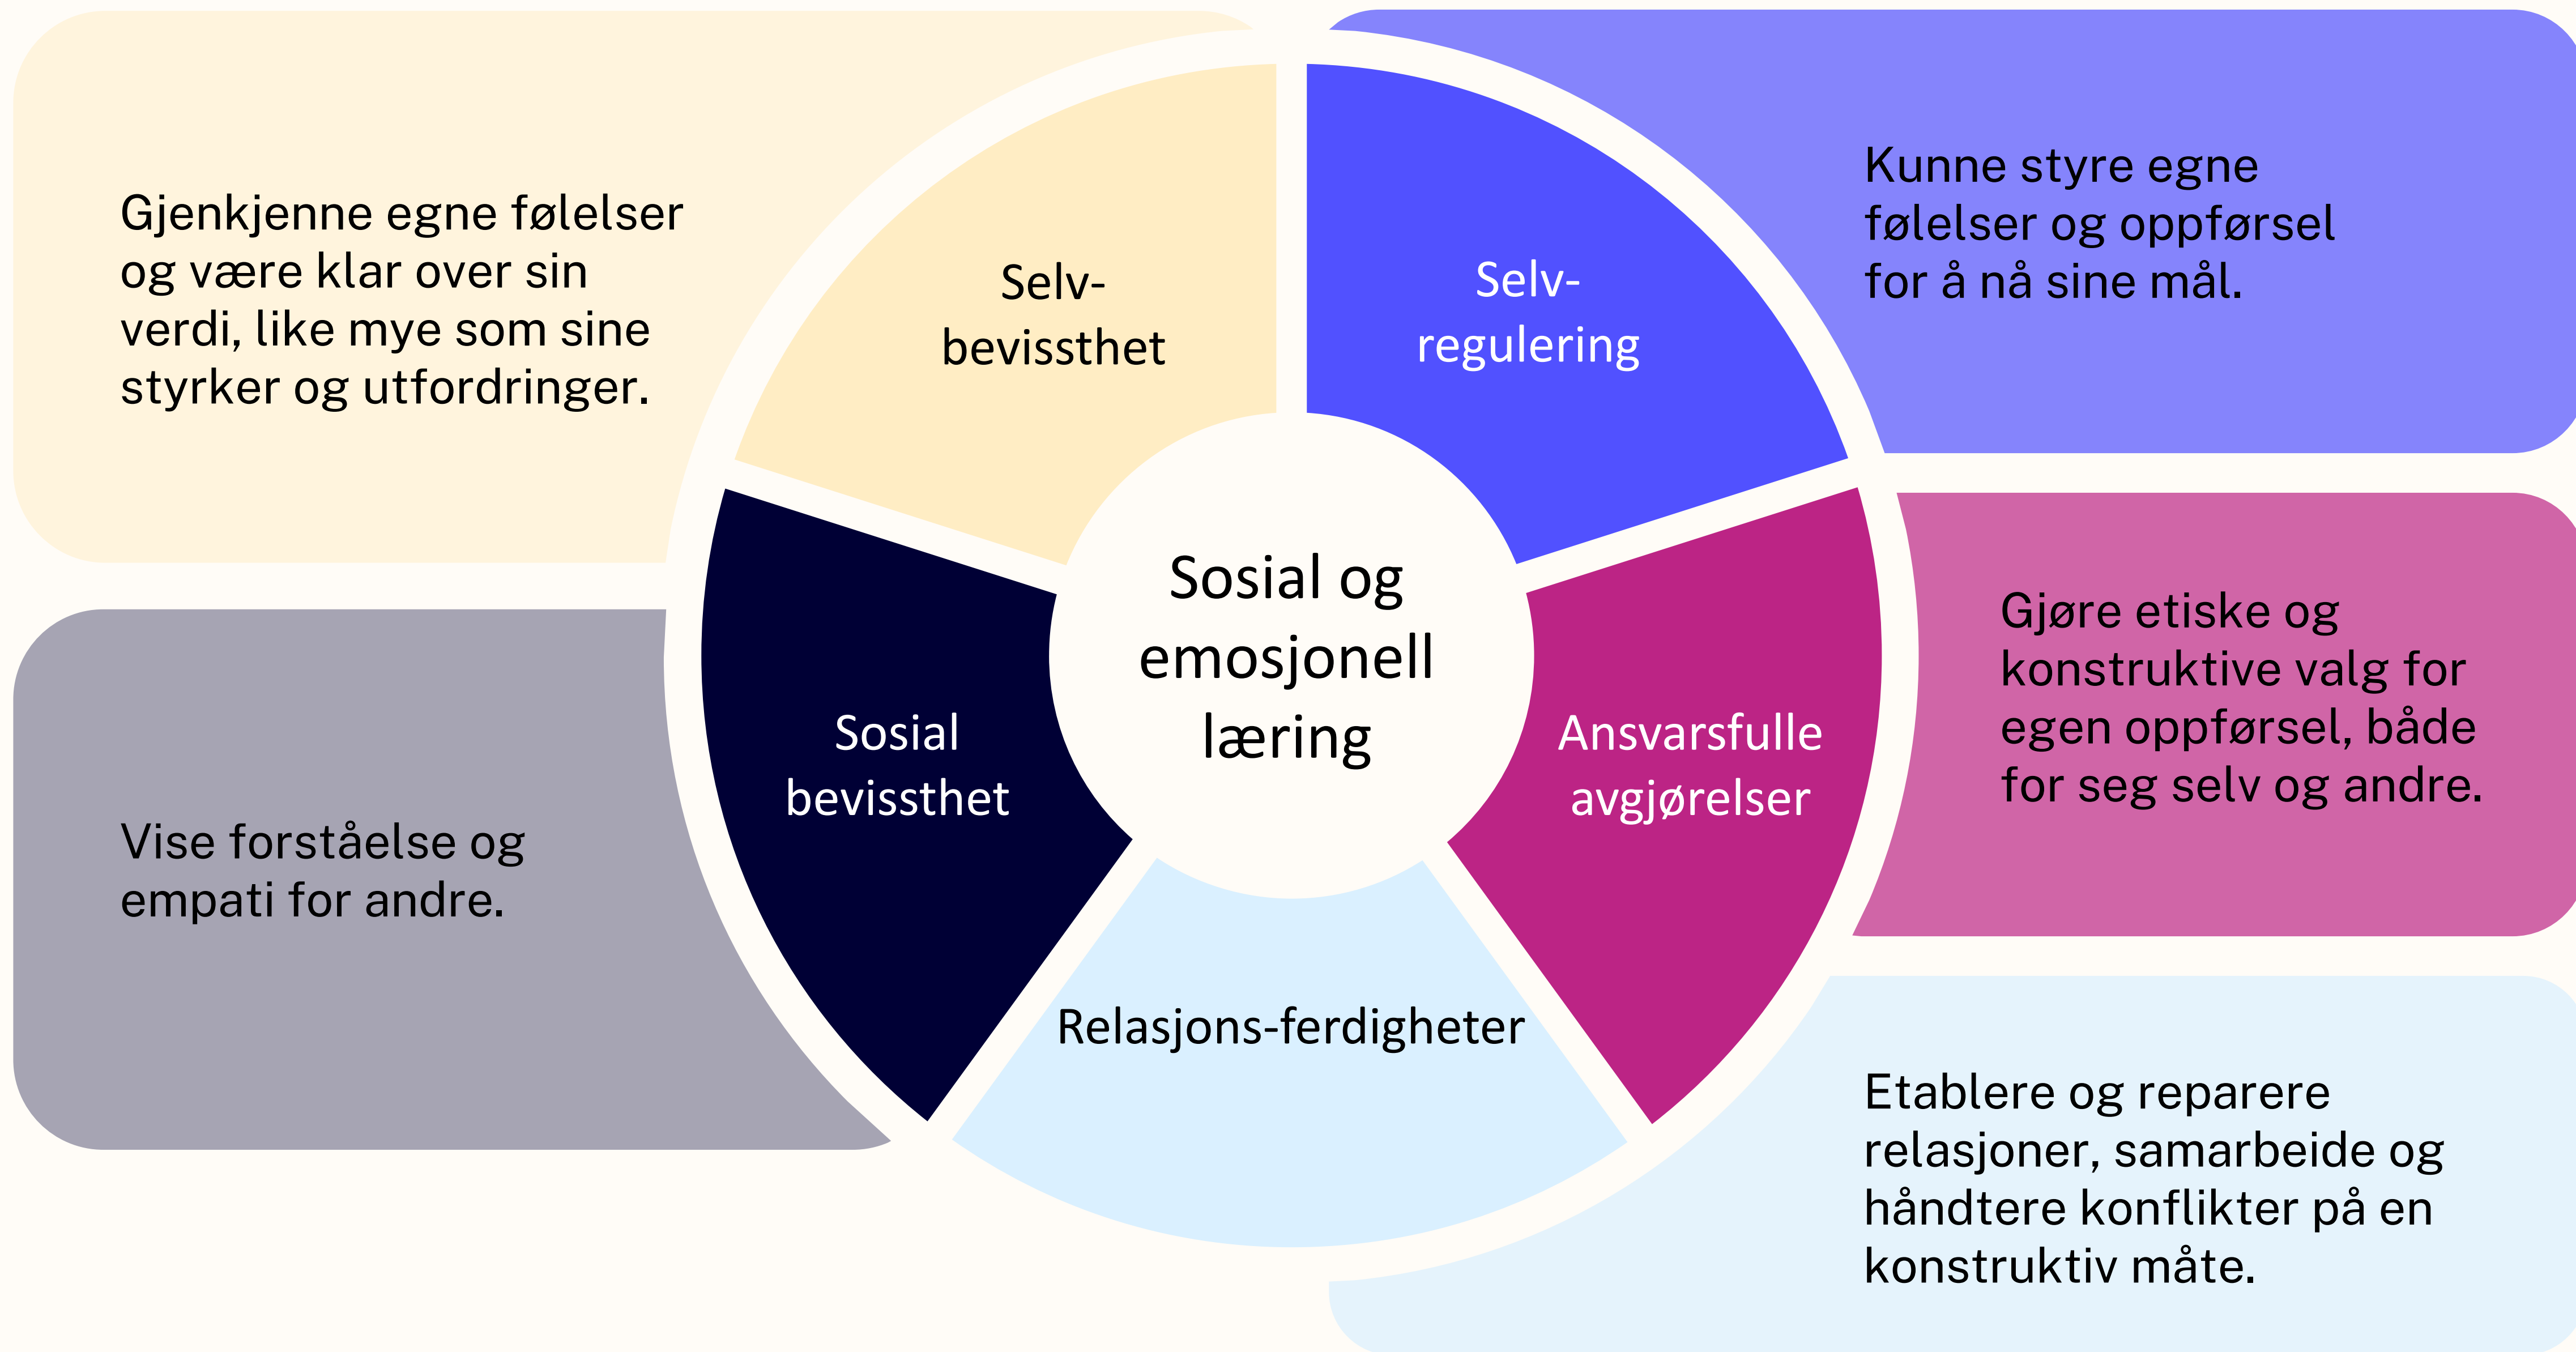 Gjenkjenne egne følelser
og være klar over sin
verdi, like mye som sine
styrker og utfordringer.
Selv-
bevissthet
Selv-
regulering
Kunne styre egne
følelser og oppførsel
for å nå sine mål.
Sosial og
emosjonell
læring
Vise forståelse og
empati for andre.
Sosial
bevissthet
Ansvarsfulle
avgjørelser
Gjøre etiske og
konstruktive valg for
egen oppførsel, både
for seg selv og andre.
Relasjons-ferdigheter
Etablere og reparere
relasjoner, samarbeide og
håndtere konflikter på en
konstruktiv måte.